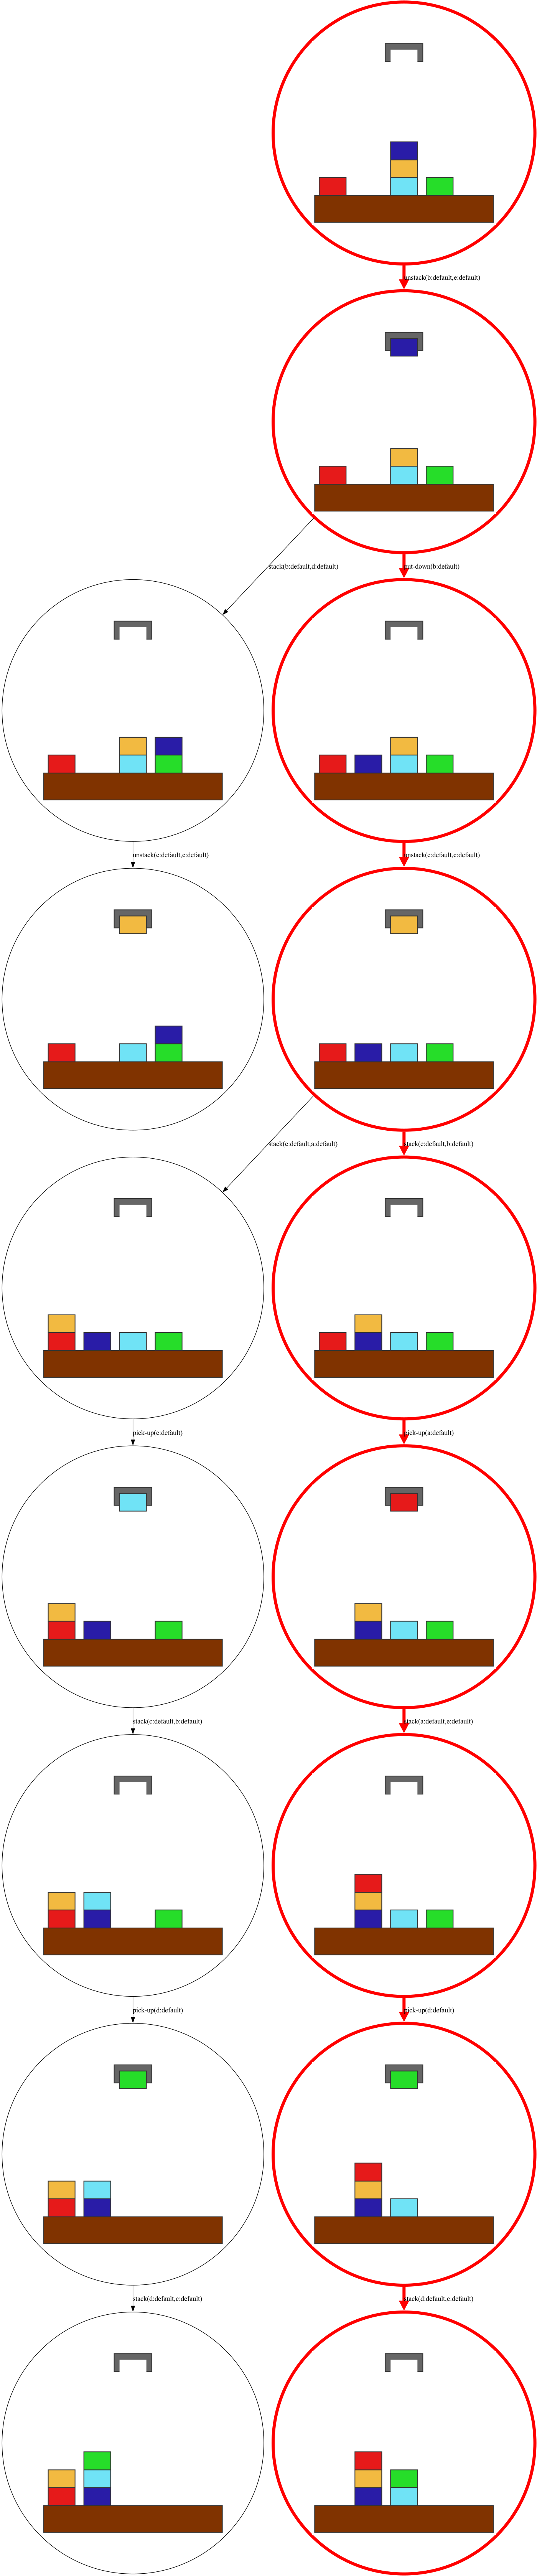 unstack(b:default,e:default)
stack(b:default,d:default)
put-down(b:default)
unstack(e:default,c:default)
unstack(e:default,c:default)
stack(e:default,a:default)
stack(e:default,b:default)
pick-up(c:default)
pick-up(a:default)
stack(c:default,b:default)
stack(a:default,e:default)
pick-up(d:default)
pick-up(d:default)
stack(d:default,c:default)
stack(d:default,c:default)